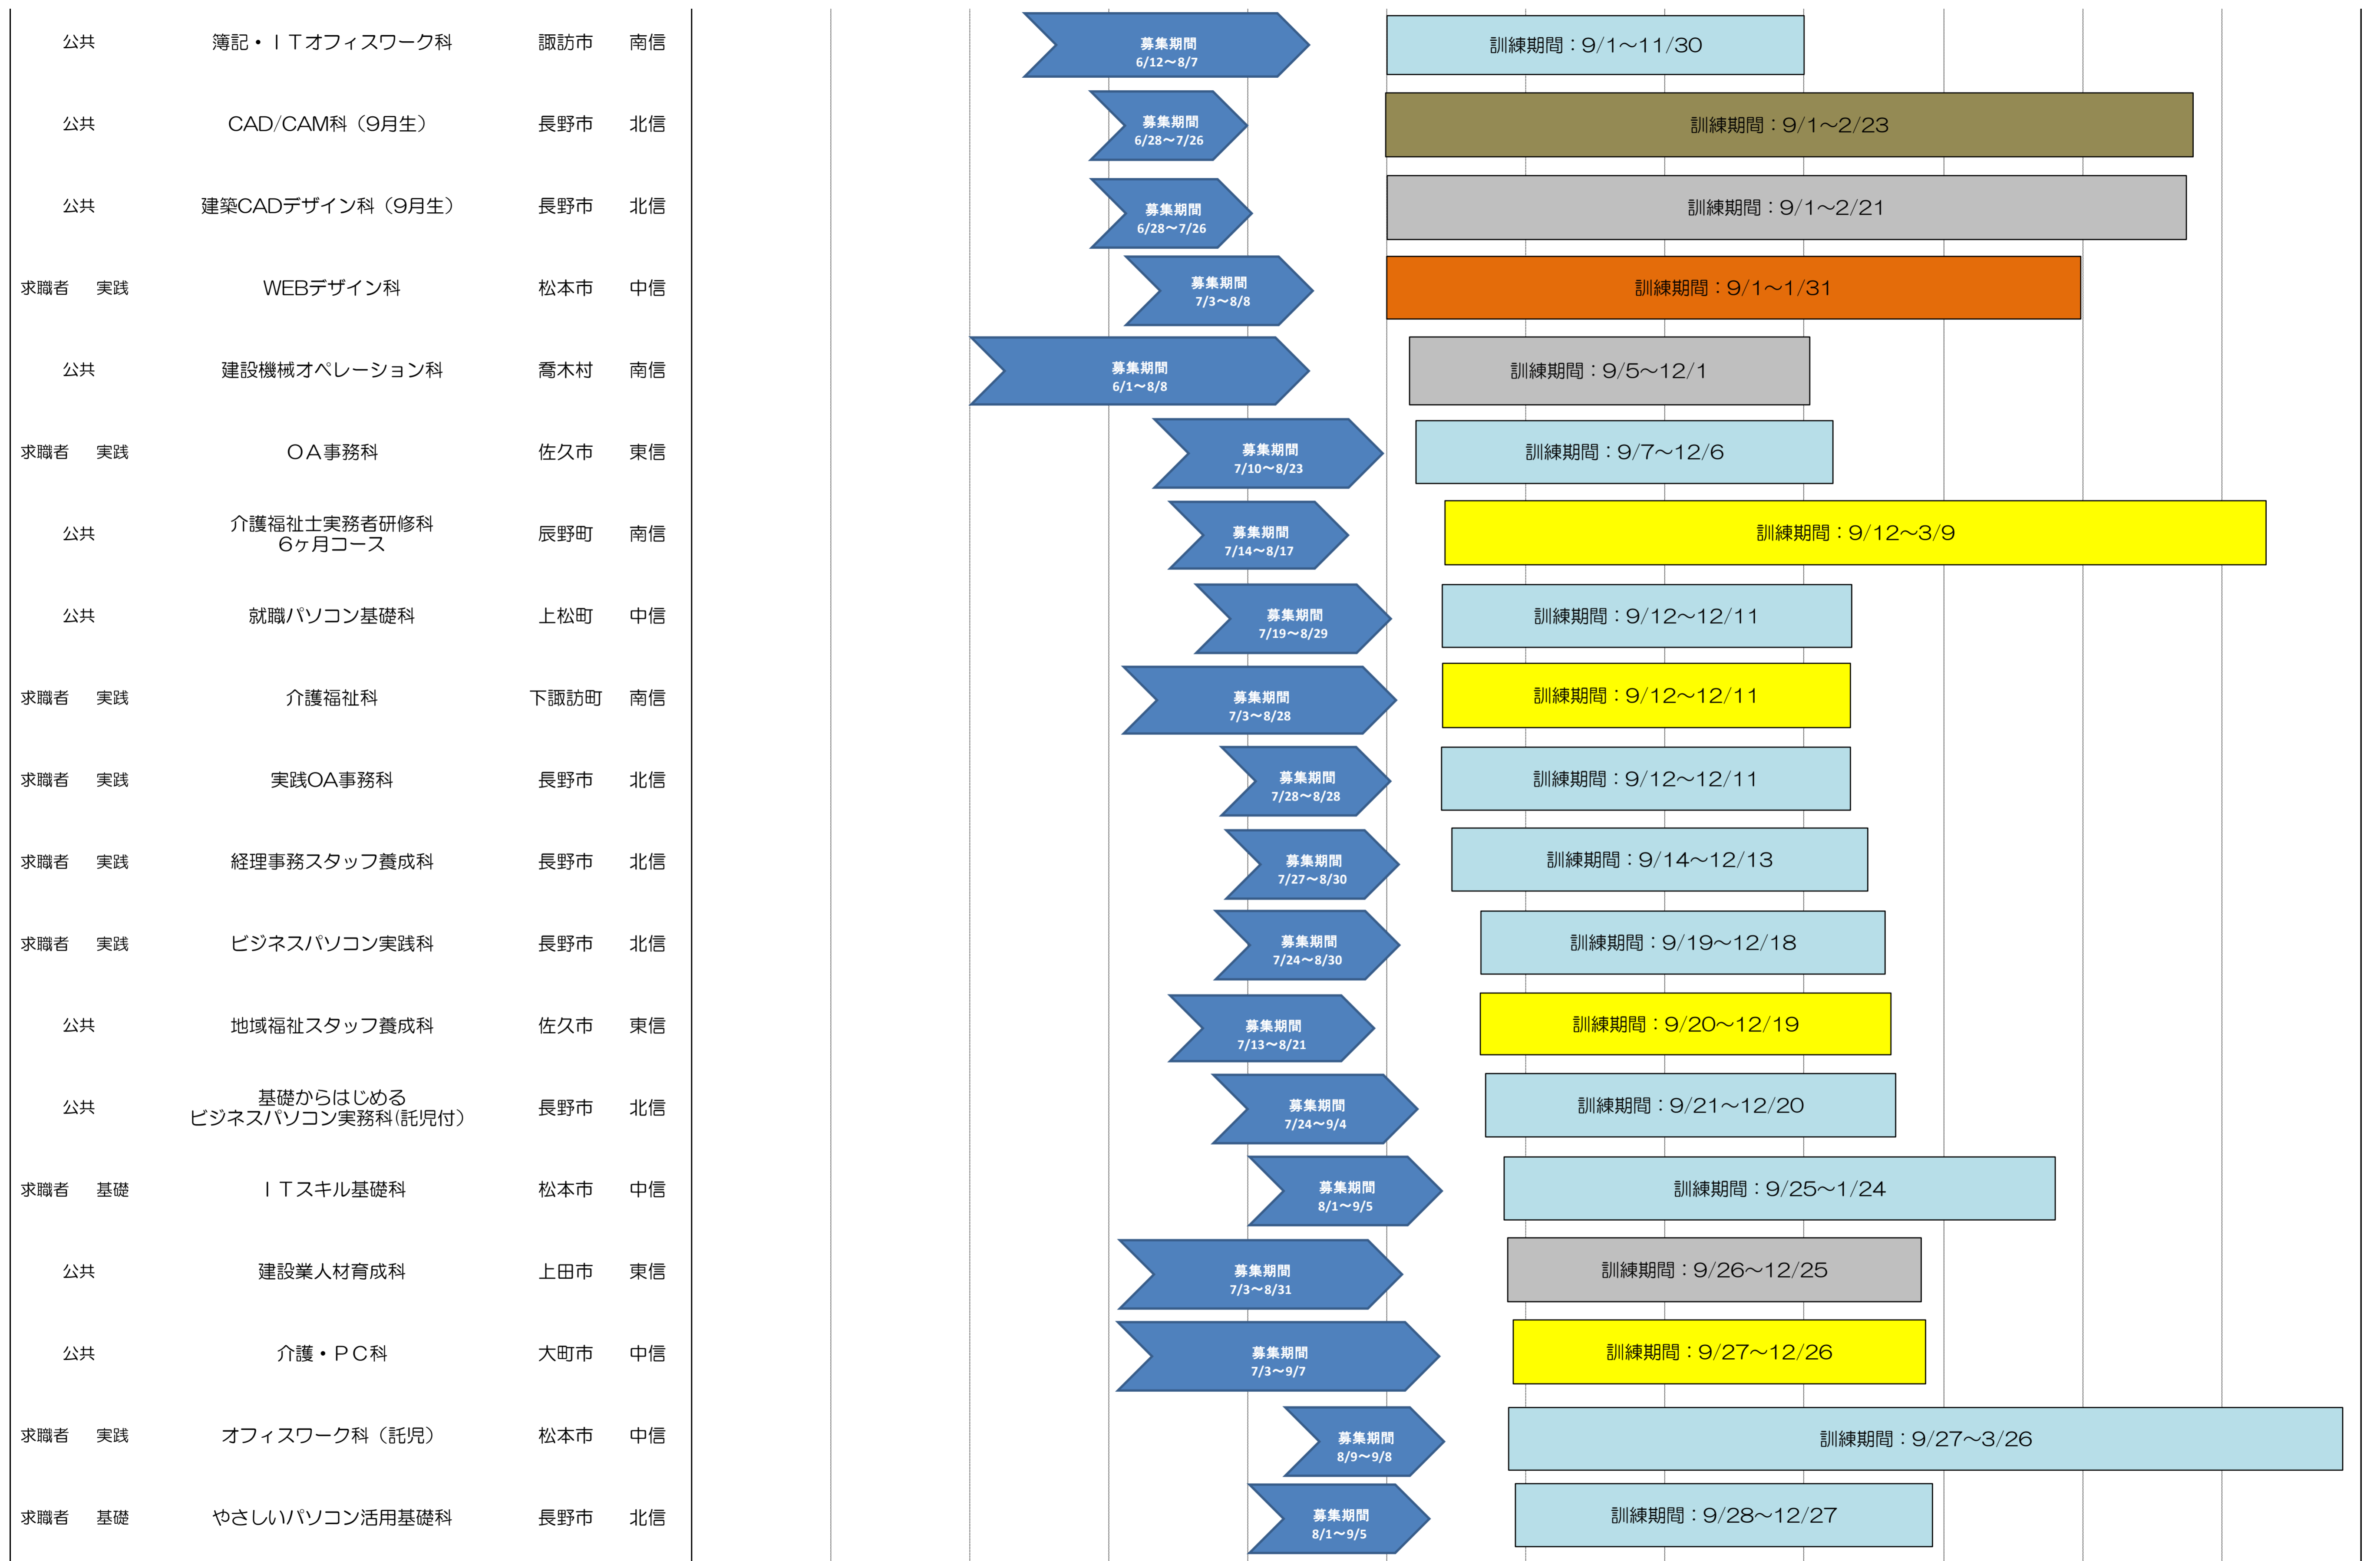 公共 簿記・ＩＴオフィスワーク科 諏訪市 南信 募集期間 訓練期間：9/1～11/30
6/12～8/7
公共 CAD/CAM科（9月生） 長野市 北信 募集期間 訓練期間：9/1～2/23
6/28～7/26
公共 建築CADデザイン科（9月生） 長野市 北信 募集期間 訓練期間：9/1～2/21
6/28～7/26
求職者 実践 WEBデザイン科 松本市 中信 募集期間 訓練期間：9/1～1/31
7/3～8/8
公共 建設機械オペレーション科 喬木村 南信 募集期間 訓練期間：9/5～12/1
6/1～8/8
求職者 実践 ＯＡ事務科 佐久市 東信 募集期間 訓練期間：9/7～12/6
7/10～8/23
公共 介護福祉士実務者研修科 辰野町 南信 募集期間 訓練期間：9/12～3/9
6ヶ月コース 7/14～8/17
公共 就職パソコン基礎科 上松町 中信 募集期間 訓練期間：9/12～12/11
7/19～8/29
求職者 実践 介護福祉科 下諏訪町 南信 募集期間 訓練期間：9/12～12/11
7/3～8/28
求職者 実践 実践OA事務科 長野市 北信 募集期間 訓練期間：9/12～12/11
7/28～8/28
求職者 実践 経理事務スタッフ養成科 長野市 北信 募集期間 訓練期間：9/14～12/13
7/27～8/30
求職者 実践 ビジネスパソコン実践科 長野市 北信 募集期間 訓練期間：9/19～12/18
7/24～8/30
公共 地域福祉スタッフ養成科 佐久市 東信 募集期間 訓練期間：9/20～12/19
7/13～8/21
公共 基礎からはじめる 長野市 北信 募集期間 訓練期間：9/21～12/20
ビジネスパソコン実務科(託児付） 7/24～9/4
求職者 基礎 ＩＴスキル基礎科 松本市 中信 募集期間 訓練期間：9/25～1/24
8/1～9/5
公共 建設業人材育成科 上田市 東信 募集期間 訓練期間：9/26～12/25
7/3～8/31
公共 介護・ＰＣ科 大町市 中信 募集期間 訓練期間：9/27～12/26
7/3～9/7
求職者 実践 オフィスワーク科（託児） 松本市 中信 募集期間 訓練期間：9/27～3/26
8/9～9/8
求職者 基礎 やさしいパソコン活用基礎科 長野市 北信 募集期間 訓練期間：9/28～12/27
8/1～9/5